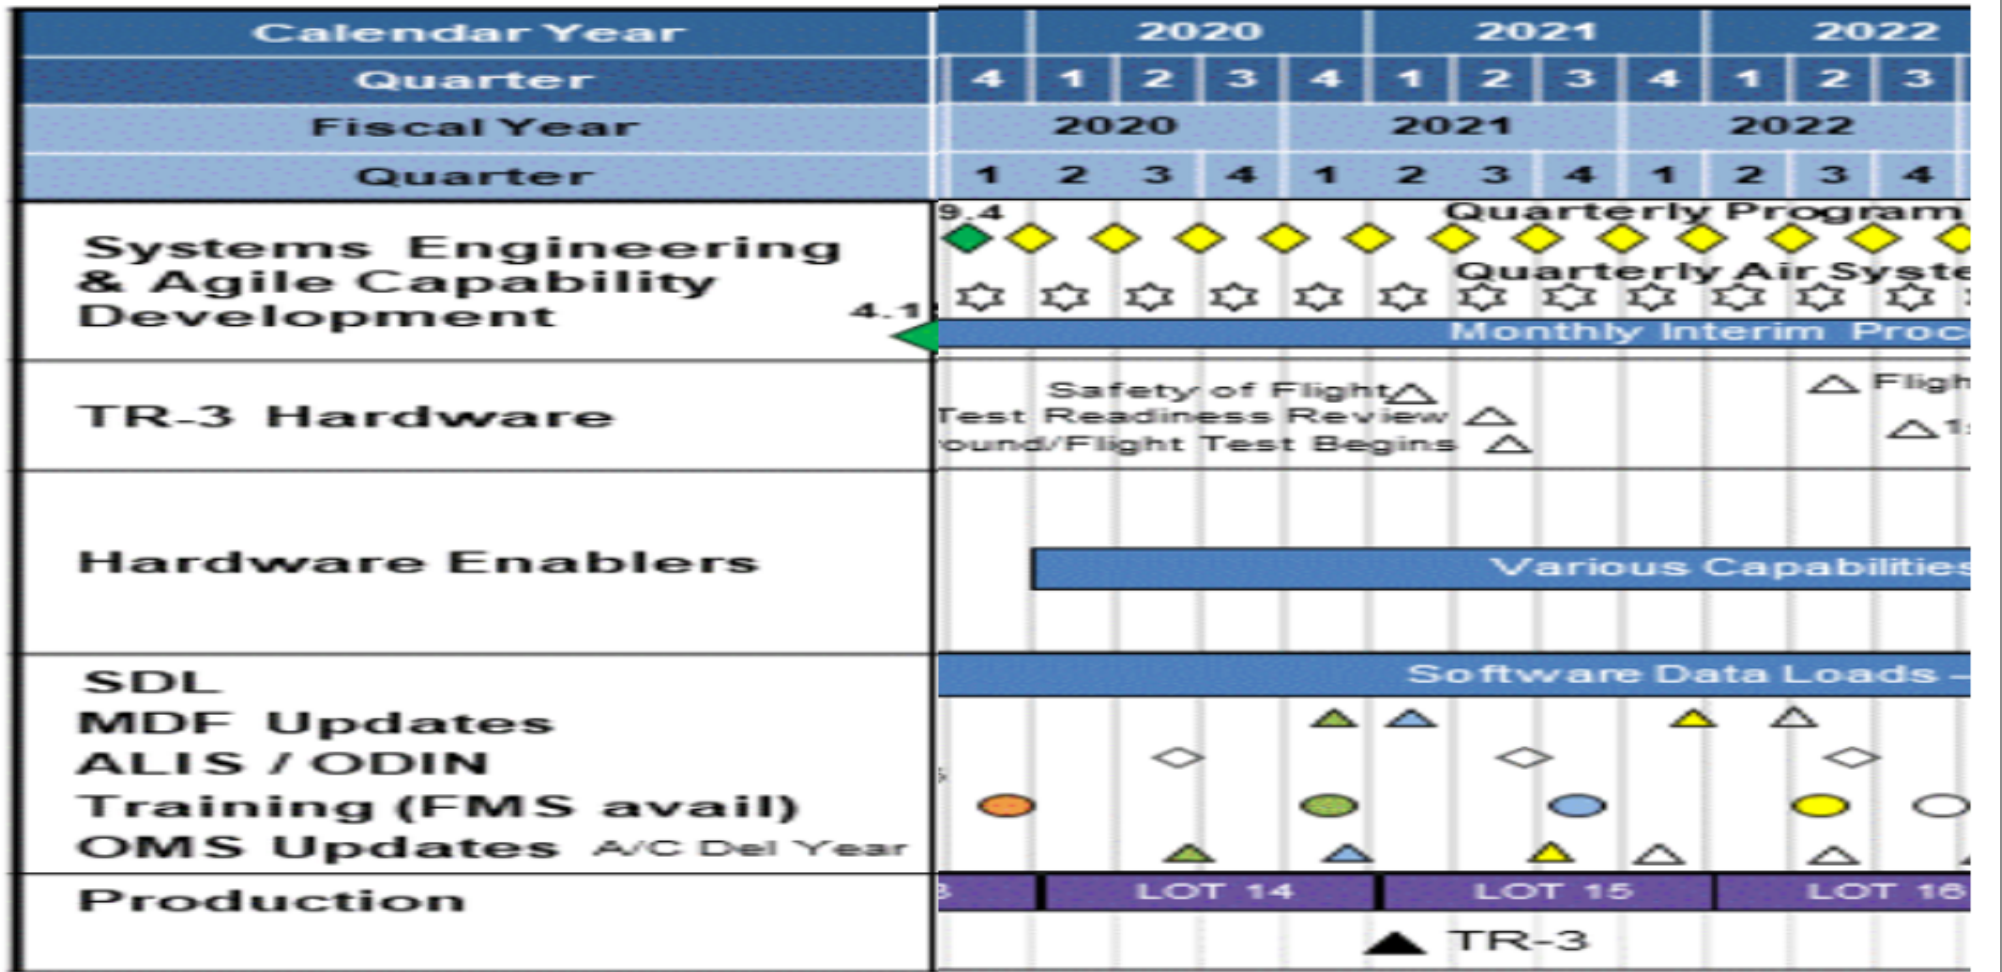 Calendar Year 2020 2021 2022
Quarter 4 1 2 3 4 1 2 3 4 1 2 3
Fiscal Year 2020 2021 2022
Quarter 1 2 3 4 1 2 3 4 1 2 3 4
9.4 Quarterly Program
Systems Engineering
& Agile Capability
Development
Quarterly Air Syste
4.1
Monthly Interim Proc
TR-3 Hardware
Safety of Flight
Test Readiness Review
ound/Flight Test Begins
Fligh
1
Hardware Enablers
Various Capabilities
SDL
Software Data Loads –
MDF Updates
ALIS / ODIN
Training (FMS avail)
OMS Updates A/C Del Year
Production
LOT 14 LOT 15 LOT 16
TR-3